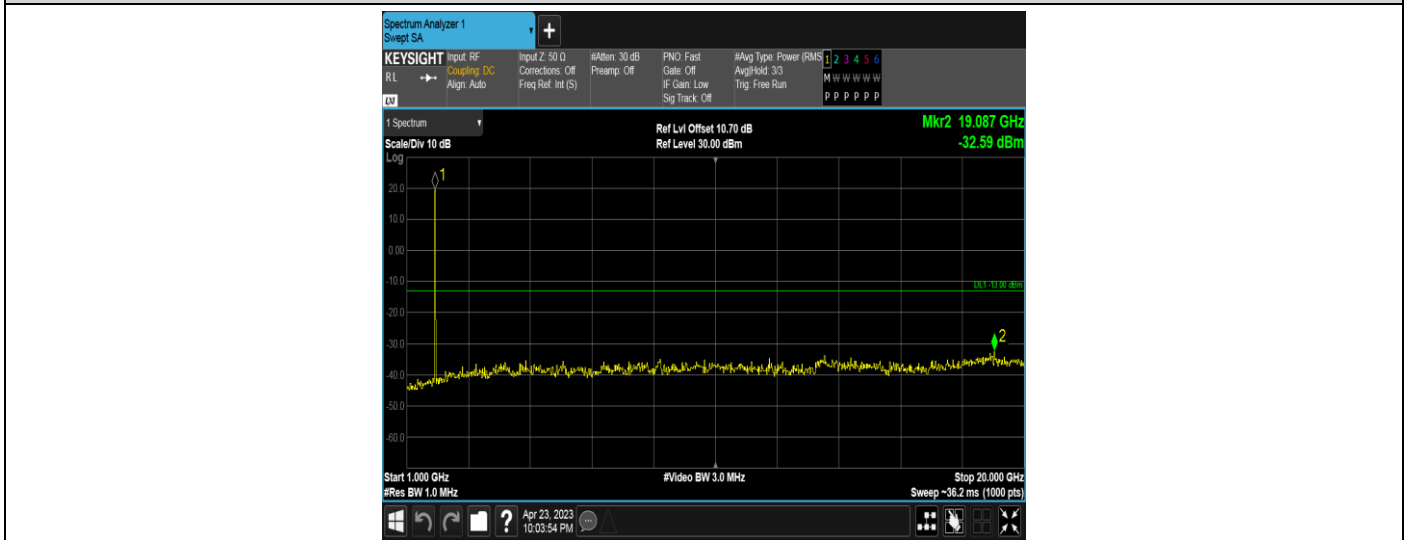 Spectrum Analyzer 1
Swept SA
+
KEYSIGHT
RL
LXI
Input: RF
Coupling: DC
Align: Auto
Input Z: 50 Ω
Corrections: Off
Freq Ref: Int (S)
#Atten: 30 dB
Preamp: Off
PNO: Fast
Gate: Off
IF Gain: Low
Sig Track: Off
#Avg Type: Power (RMS
Avg|Hold: 3/3
Trig: Free Run
1 2 3 4 5 6
M W W W W W
P P P P P P
1 Spectrum
Scale/Div 10 dB
Ref Lvl Offset 10.70 dB
Ref Level 30.00 dBm
Mkr2 19.087 GHz
-32.59 dBm
Log
1
20.0
10.0
0.00
-10.0
DL1 -13.00 dBm
-20.0
2
-30.0
-40.0
-50.0
-60.0
Start 1.000 GHz
#Video BW 3.0 MHz
Stop 20.000 GHz
#Res BW 1.0 MHz
Sweep ~36.2 ms (1000 pts)
?
Apr 23, 2023
10:03:54 PM